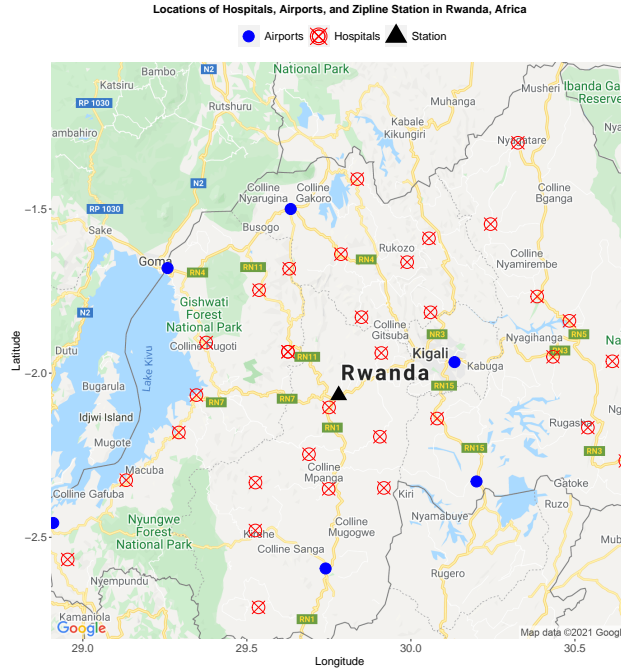 Locations of Hospitals, Airports, and Zipline Station in Rwanda, Africa
Airports Hospitals Station
N2
Bambo
National Park
Musheri
Ibanda Ga
Reserve
Katsiru
RP 1030
Rutshuru
Muhanga
Kabale
Kikungiri
ambahiro
Nya
N2
Colline
Nyarugina
Colline
Gakoro
Colline
Bganga
RP 1030
−1.5
Sake
Busogo
Rukozo
Goma
RN4
RN11
RN4
Colline
Nyamirembe
Gishwati
Forest
National Park
N2
Colline
Gitsuba
NR3
RN5
Nyagihanga
Na
Dutu
Lake Kivu
RN11
Kigali
RN3
−2.0
Rwanda
Kabuga
Bugarula
RN15
Idjwi Island
RN7
RN7
Mugote
RN1
RN15
Ng
RN3
Macuba
Colline
Mpanga
Colline Gafuba
Kiri
Gatoke
Ruzo
Nyungwe
Forest
National Park
Nyamabuye
Colline
Mugogwe
−2.5
Colline Sanga
Mub
Nyempundu
Rugero
Kamaniola
RN1
Google
Map data ©2021 Googl
29.0 29.5 30.0 30.5
Longitude
Latitude